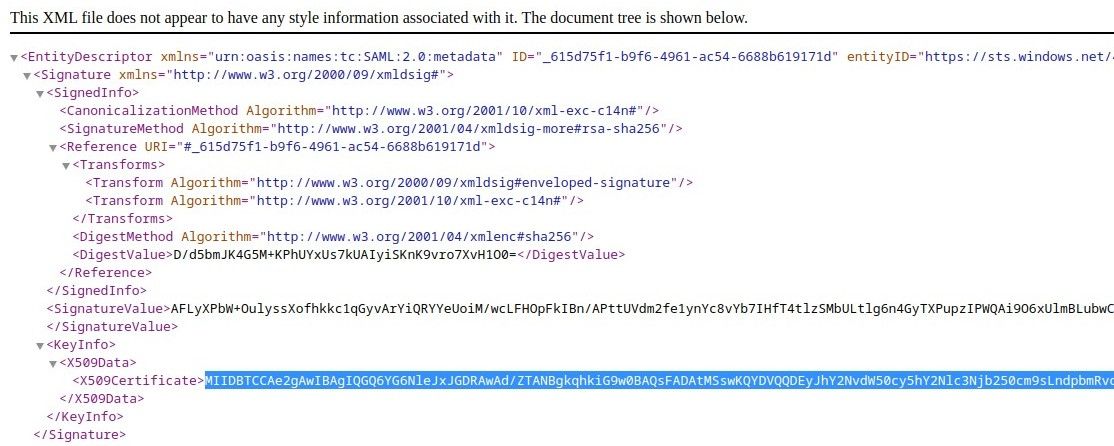 This XML file does not appear to have any style information associated with it. The document tree is shown below.
<EntityDescriptor xmlns="urn:oasis:names:tc:SAML:2.0:metadata" ID="_615d75f1-b9f6-4961-ac54-6688b619171d" entityID="https://sts.windows.net/
<Signature xmlns="http://www.w3.org/2000/09/xmldsig#">
<SignedInfo>
<CanonicalizationMethod Algorithm="http://www.w3.org/2001/10/xml-exc-c14n#"/>
<SignatureMethod Algorithm="http://www.w3.org/2001/04/xmldsig-more#rsa-sha256"/>
<Reference URI="#_615d75f1-b9f6-4961-ac54-6688b619171d">
<Transforms>
<Transform Algorithm="http://www.w3.org/2000/09/xmldsig#enveloped-signature"/>
<Transform Algorithm="http://www.w3.org/2001/10/xml-exc-c14n#"/>
</Transforms>
<DigestMethod Algorithm="http://www.w3.org/2001/04/xmlenc#sha256"/>
<DigestValue>D/d5bmJK4G5M+KPhUYxUs7kUAIyiSKnK9vro7XvH1O0=</DigestValue>
</Reference>
</SignedInfo>
<SignatureValue>AFLyXPbW+OulyssXofhkkc1qGyvArYiQRYYeUoiM/wcLFHOpFkIBn/APttUVdm2fe1ynYc8vYb7IHfT4tlzSMbULtlg6n4GyTXPupzIPWQAi9O6xUlmBLubwC
</SignatureValue>
<KeyInfo>
<X509Data>
<X509Certificate>MIIDBTCCAe2gAwIBAgIQGQ6YG6NleJxJGDRAwAd/ZTANBgkqhkiG9w0BAQsFADAtMSswKQYDVQQDEyJhY2NvdW50cy5hY2Nlc3Njb250cm9sLndpbmRv
</X509Data>
</KeyInfo>
</Signature>